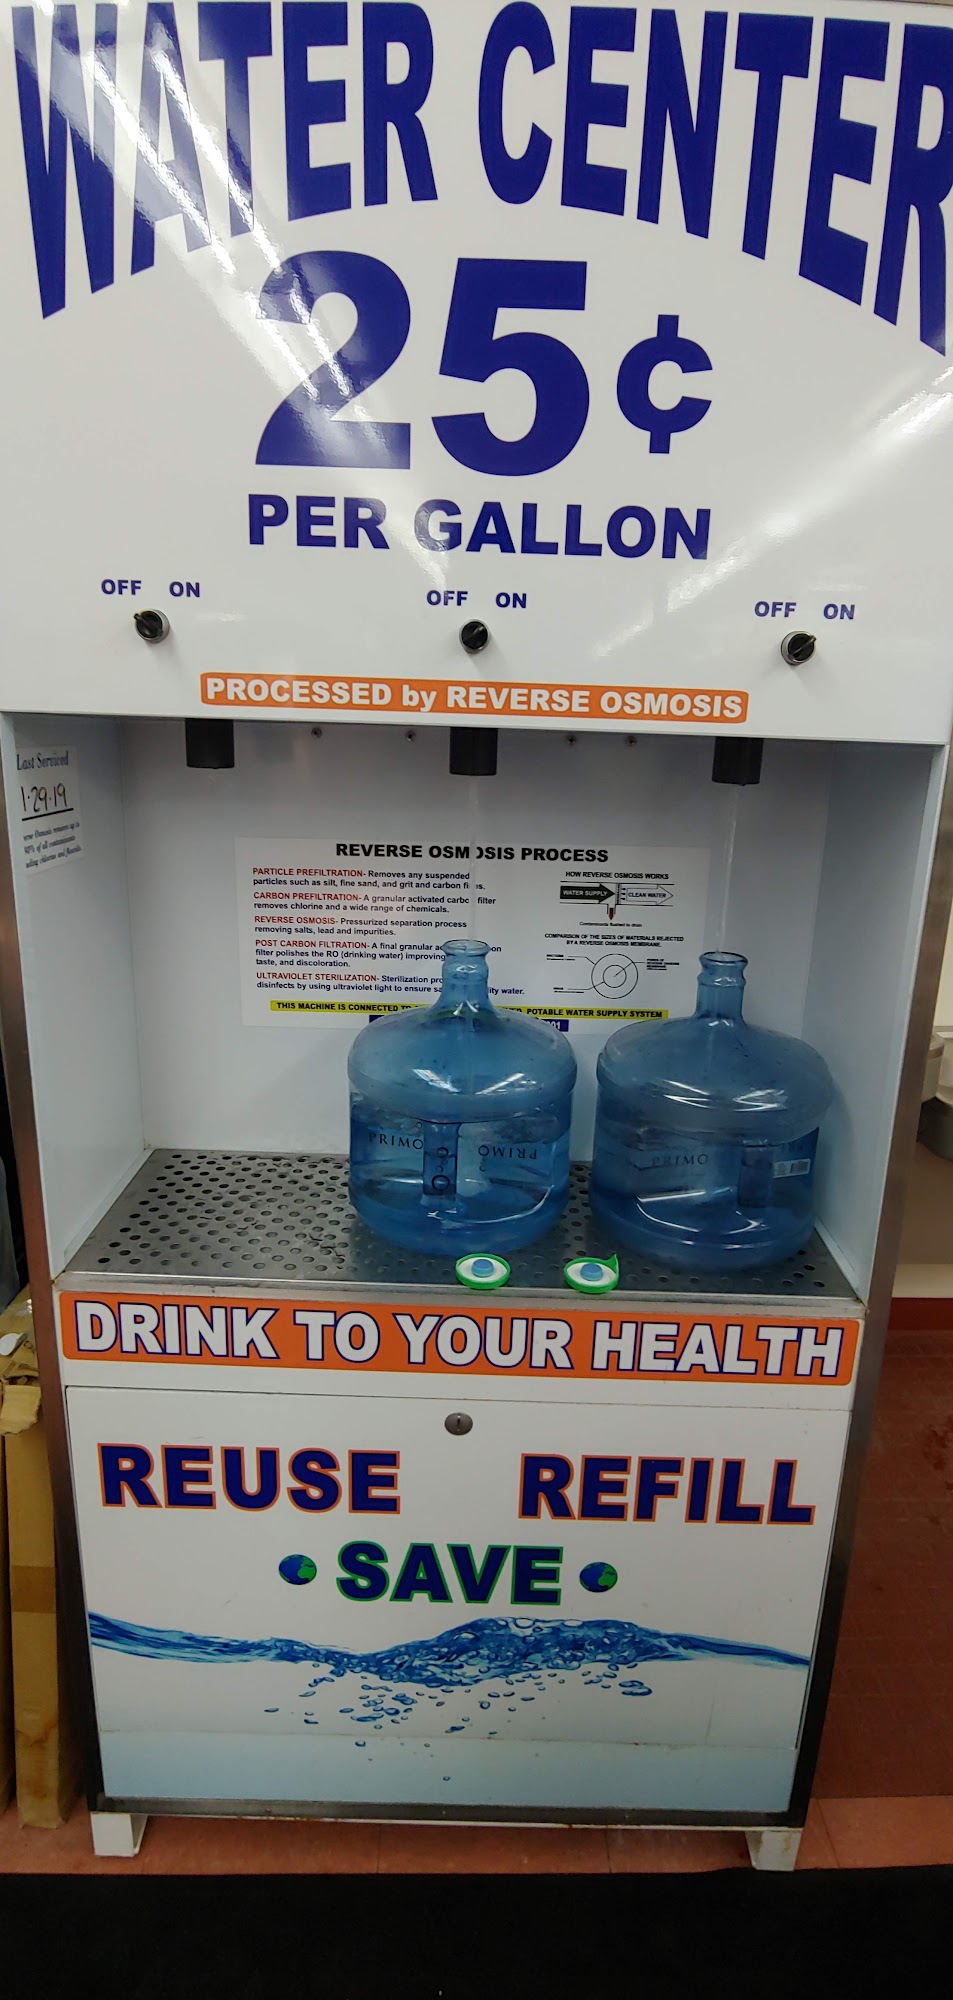 WATER CENTER
25¢
PER GALLON
OFF ON
OFF ON
OFF ON
PROCESSED by REVERSE OSMOSIS
Last Serviced
1·29·19
REVERSE OSMOSIS PROCESS
PARTICLE PREFILTRATION- Removes any suspended
particles such as silt, fine sand, and grit and carbon
CARBON PREFILTRATION- A granular activated carbon filter
removes chlorine and a wide range of chemicals.
REVERSE OSMOSIS- Pressurized separation process
removing salts, lead and impurities.
POST CARBON FILTRATION- A final granular
filter polishes the RO (drinking water) improving
taste, and discoloration.
ULTRAVIOLET STERILIZATION- Sterilization
disinfects by using ultraviolet light to ensure water.
HOW REVERSE OSMOSIS WORKS
WATER SUPPLY
CLEAN WATER
Contaminants flushed to drain
COMPARISON OF THE SIZES OF MATERIALS REJECTED
BY A REVERSE OSMOSIS MEMBRANE.
THIS MACHINE IS CONNECTED POTABLE WATER SUPPLY SYSTEM
PRIMO
PRIMO
PRIMO
DRINK TO YOUR HEALTH
REUSE REFILL
SAVE